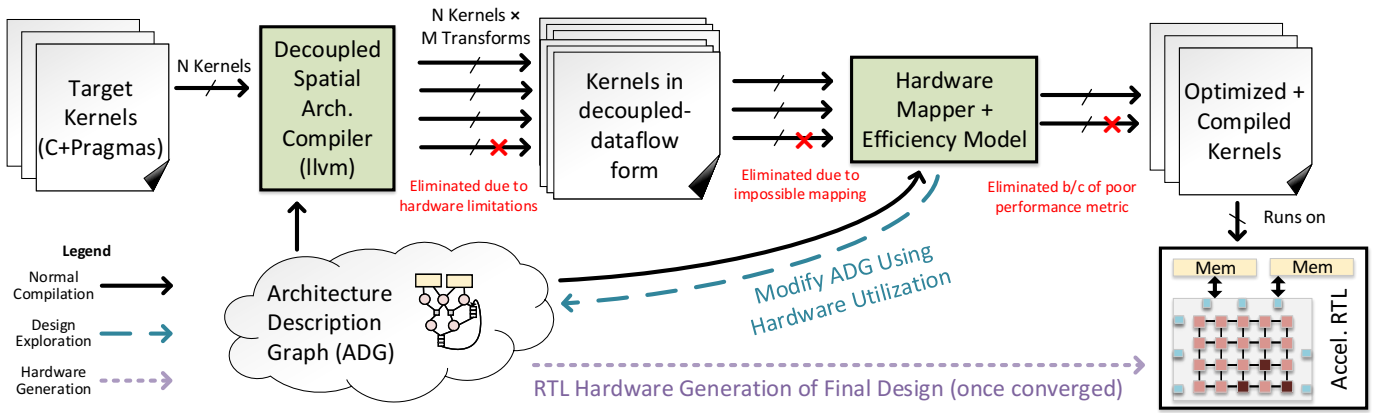 Target
Kernels
(C+Pragmas)
N Kernels
Decoupled
Spatial
Arch.
Compiler
(llvm)
N Kernels ×
M Transforms
Eliminated due to
hardware limitations
Kernels in
decoupled-
dataflow
form
Eliminated due to
impossible mapping
Hardware
Mapper +
Efficiency Model
Eliminated b/c of poor
performance metric
Optimized +
Compiled
Kernels
Runs on
Legend
Normal
Compilation
Design
Exploration
Hardware
Generation
Architecture
Description
Graph (ADG)
Modify ADG Using
Hardware Utilization
RTL Hardware Generation of Final Design (once converged)
Mem
Mem
Accel. RTL